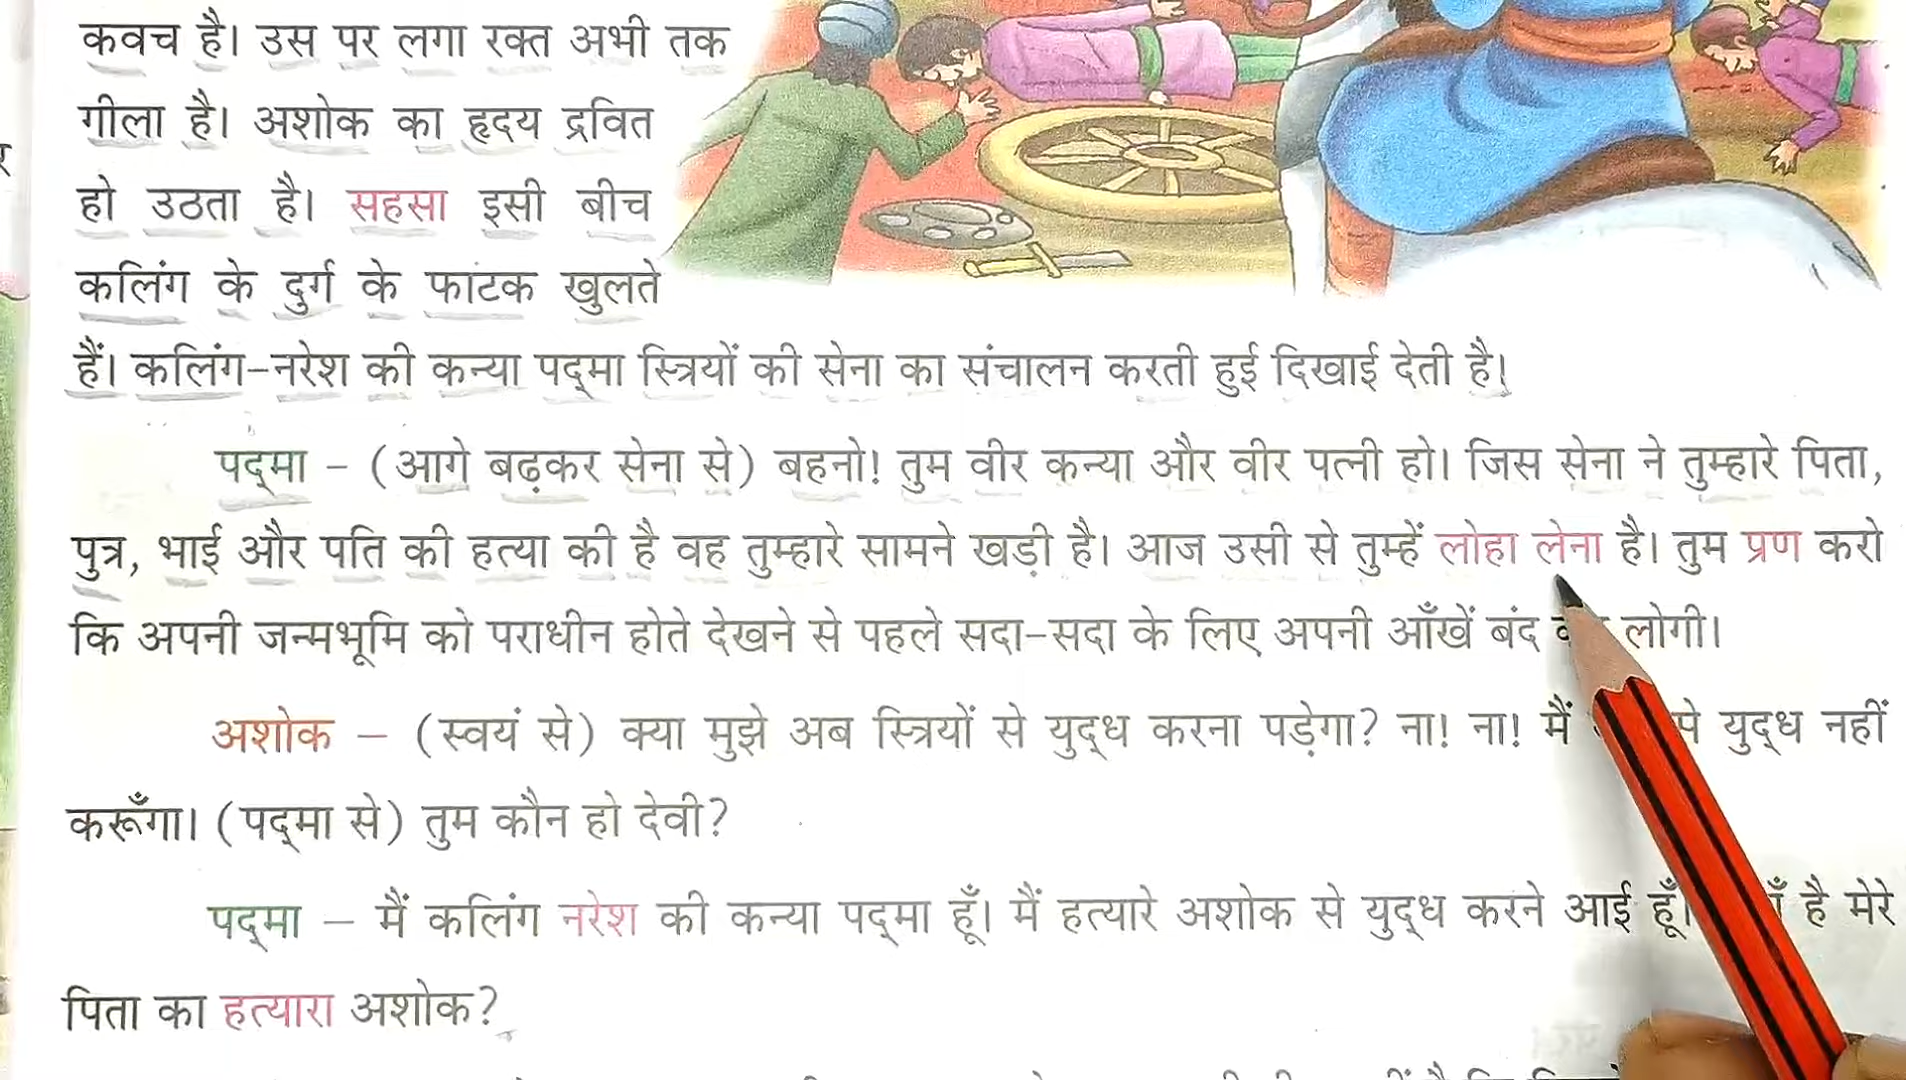 कवच है। उस पर लगा रक्त अभी तक
गीला है। अशोक का हृदय द्रवित
हो उठता है। सहसा इसी बीच
कलिंग के दुर्ग के फाटक खुलते
हैं। कलिंग-नरेश की कन्या पद्‌मा स्त्रियों की सेना का संचालन करती हुई दिखाई देती है।
पद्‌मा – (आगे बढ़कर सेना से) बहनो! तुम वीर कन्या और वीर पत्नी हो। जिस सेना ने तुम्हारे पिता,
पुत्र, भाई और पति की हत्या की है वह तुम्हारे सामने खड़ी है। आज उसी से तुम्हें लोहा लेना है। तुम प्रण करो
कि अपनी जन्मभूमि को पराधीन होते देखने से पहले सदा-सदा के लिए अपनी आँखें बंद लोगी।
अशोक – (स्वयं से) क्या मुझे अब स्त्रियों से युद्‌ध करना पड़ेगा? ना! ना! मैं से युद्‌ध नहीं
करूँगा। (पद्‌मा से) तुम कौन हो देवी?
पद्‌मा – मैं कलिंग नरेश की कन्या पद्‌मा हूँ। मैं हत्यारे अशोक से युद्‌ध करने आई हूँ। है मेरे
पिता का हत्यारा अशोक?